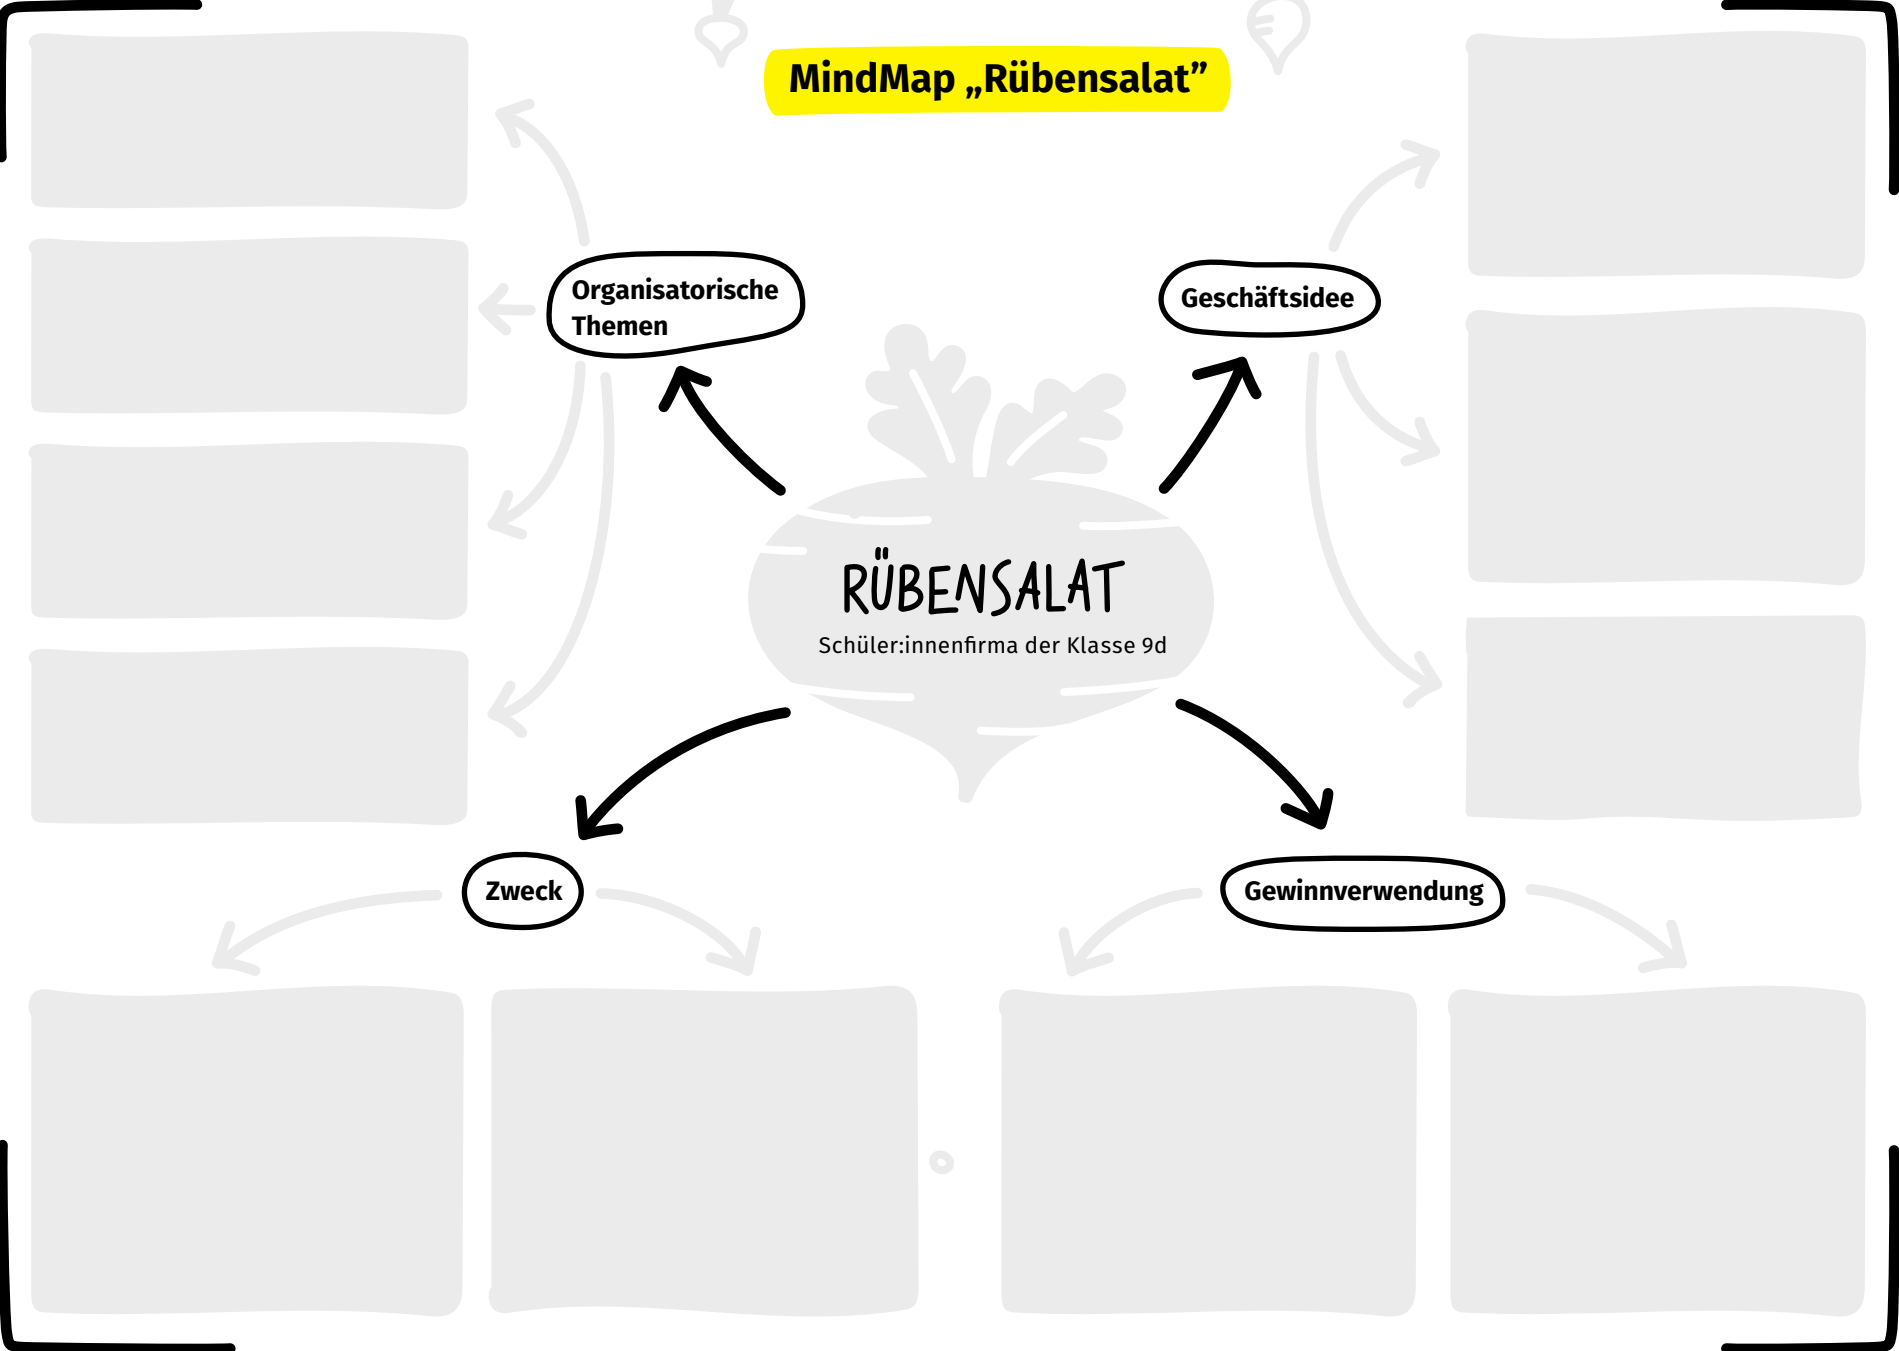 MindMap „Rübensalat”
Organisatorische
Themen
Geschäftsidee
RÜBENSALAT
Schüler:innenfirma der Klasse 9d
Zweck
Gewinnverwendung